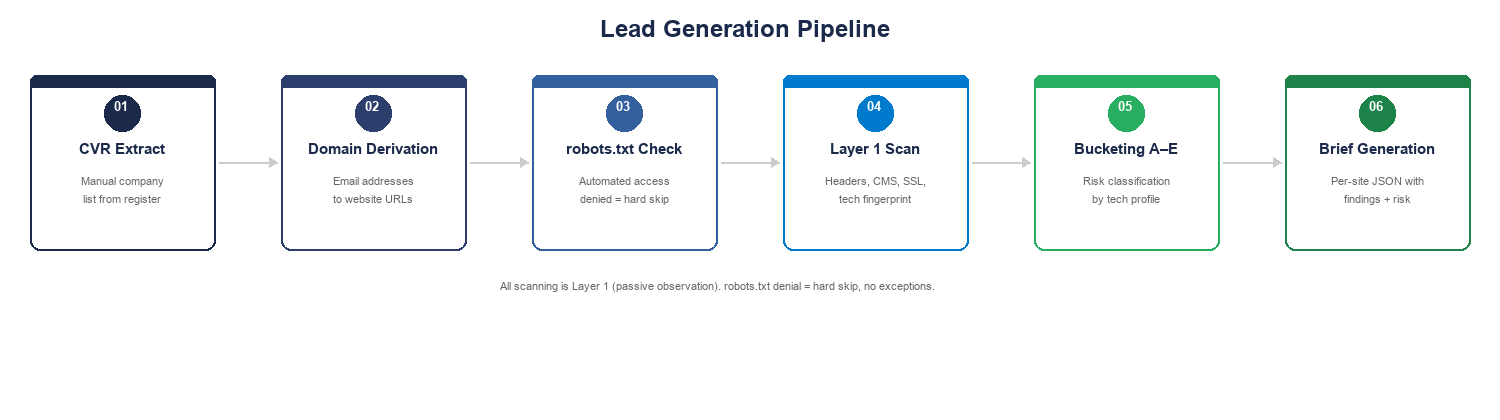 Lead Generation Pipeline
01
CVR Extract
Manual company
list from register
02
Domain Derivation
Email addresses
to website URLs
03
robots.txt Check
Automated access
denied = hard skip
04
Layer 1 Scan
Headers, CMS, SSL,
tech fingerprint
05
Bucketing A–E
Risk classification
by tech profile
06
Brief Generation
Per-site JSON with
findings + risk
All scanning is Layer 1 (passive observation). robots.txt denial = hard skip, no exceptions.